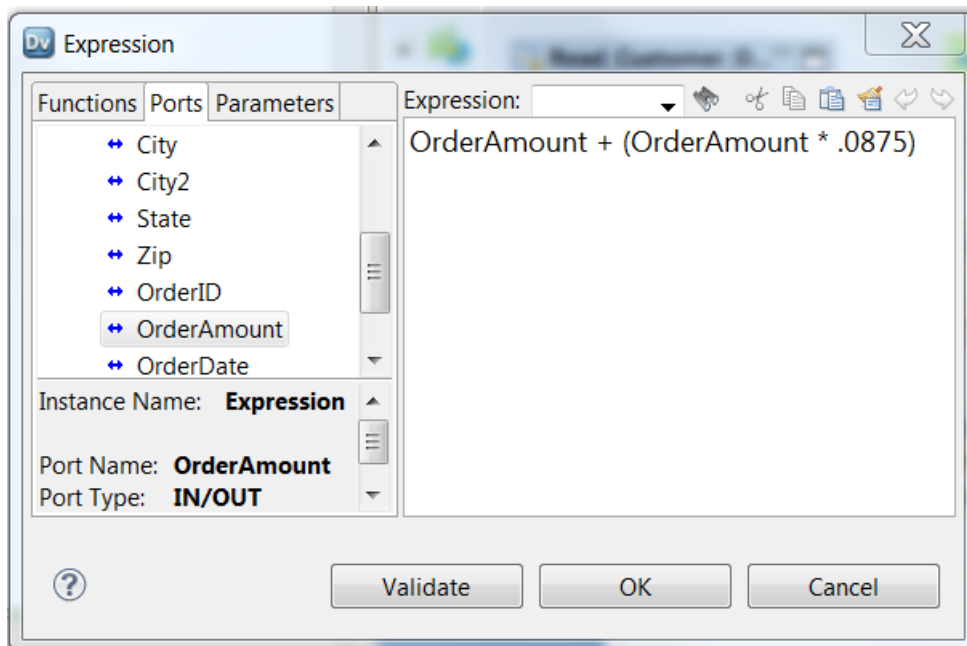 Dv Expression
Functions Ports Parameters
City
City2
State
Zip
OrderID
OrderAmount
OrderDate
Instance Name: Expression
Port Name: OrderAmount
Port Type: IN/OUT
Expression:
OrderAmount + (OrderAmount * .0875)
? Validate OK Cancel